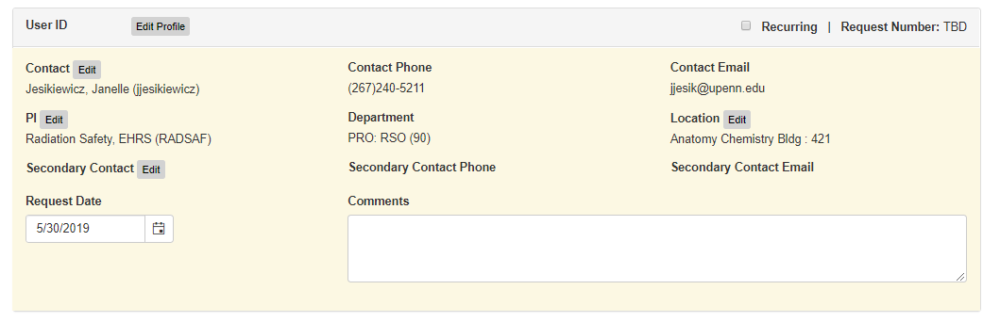 User ID Edit Profile Recurring | Request Number: TBD
Contact Edit Contact Phone Contact Email
Jesikiewicz, Janelle (jjesikiewicz) (267)240-5211 jjesik@upenn.edu
PI Edit Department Location Edit
Radiation Safety, EHRS (RADSAF) PRO: RSO (90) Anatomy Chemistry Bldg : 421
Secondary Contact Edit Secondary Contact Phone Secondary Contact Email
Request Date Comments
5/30/2019